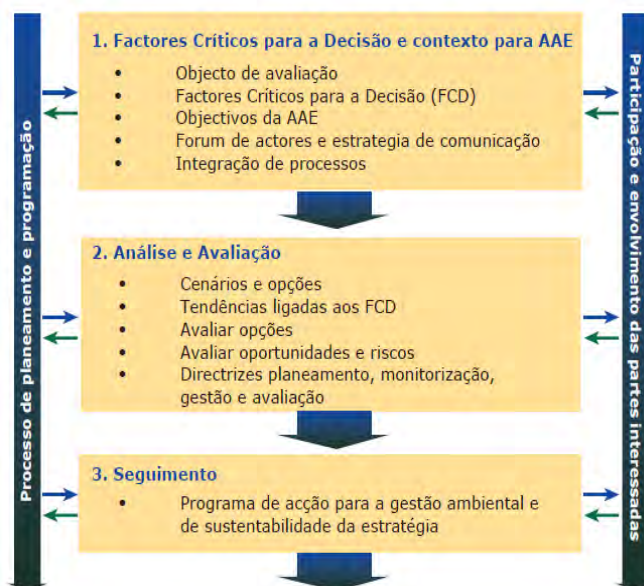 Processo de planeamento e programação
1. Factores Críticos para a Decisão e contexto para AAE
• Objecto de avaliação
• Factores Críticos para a Decisão (FCD)
• Objectivos da AAE
• Forum de actores e estrategia de comunicação
• Integração de processos
2. Análise e Avaliação
• Cenários e opções
• Tendências ligadas aos FCD
• Avaliar opções
• Avaliar oportunidades e riscos
• Directrizes planeamento, monitorização,
gestão e avaliação
3. Seguimento
• Programa de acção para a gestão ambiental e
de sustentabilidade da estratégia
Participação e envolvimento das partes interessadas